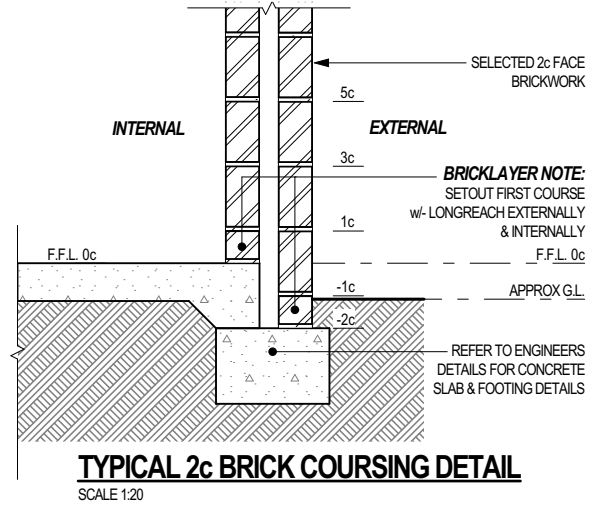 SELECTED 2c FACE
BRICKWORK
5c
INTERNAL
EXTERNAL
3c
BRICKLAYER NOTE:
SETOUT FIRST COURSE
w/- LONGREACH EXTERNALLY
& INTERNALLY
1c
F.F.L. 0c
F.F.L. 0c
-1c
APPROX G.L.
-2c
REFER TO ENGINEERS
DETAILS FOR CONCRETE
SLAB & FOOTING DETAILS
TYPICAL 2c BRICK COURSING DETAIL
SCALE 1:20